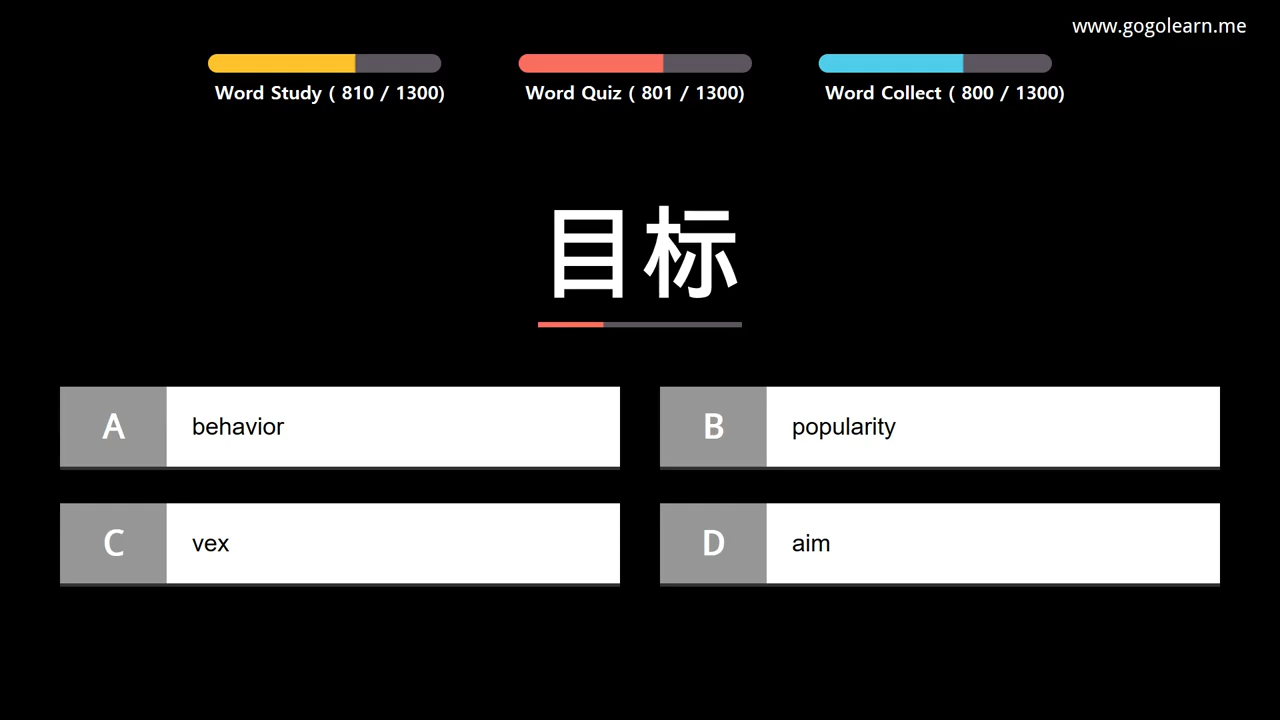 www.gogolearn.me
Word Study ( 810 / 1300)
Word Quiz ( 801 / 1300)
Word Collect ( 800 / 1300)
目标
A behavior
B popularity
C vex
D aim